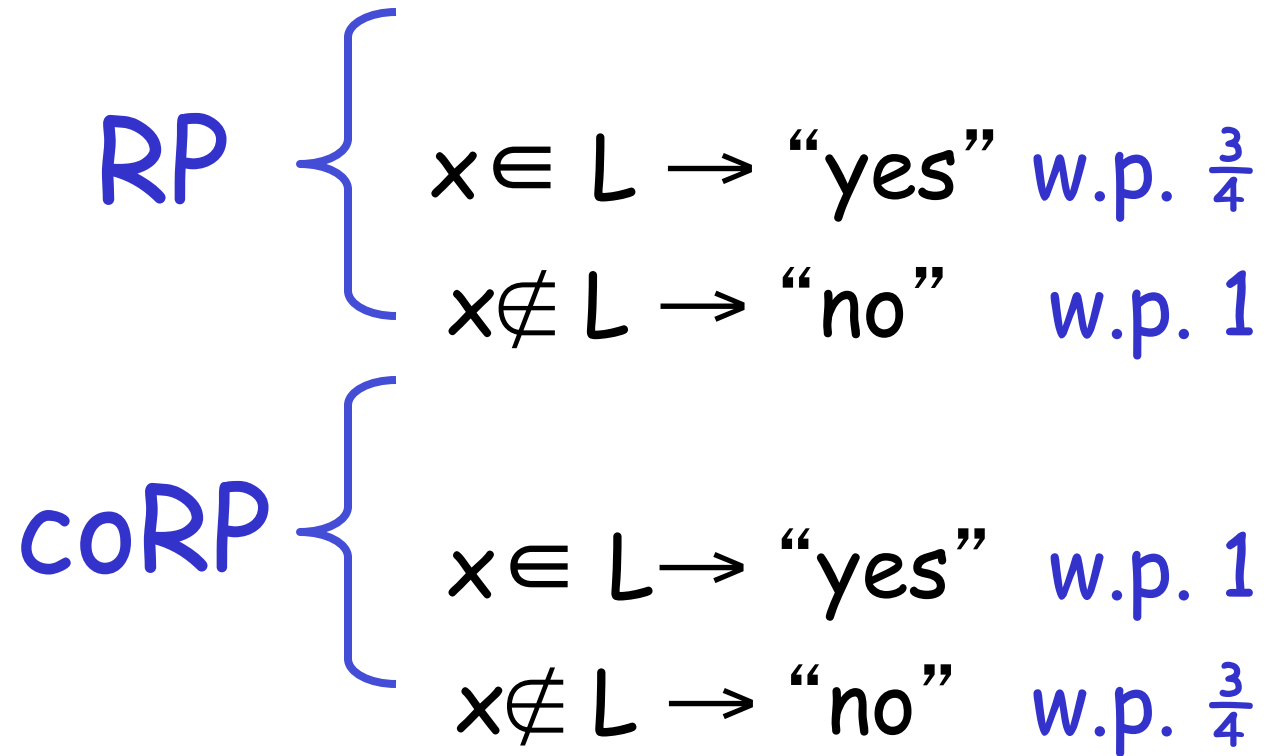 x ∈ L → “yes” w.p. 3/4
RP
x ∉ L → “no” w.p. 1
x ∈ L → “yes” w.p. 1
coRP
x ∉ L → “no” w.p. 3/4